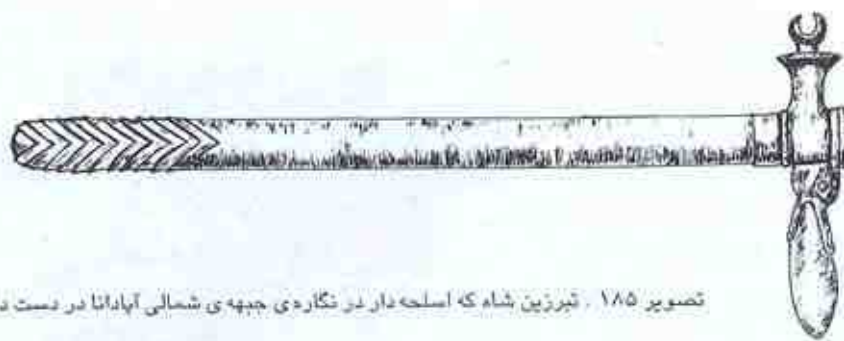 تصویر ۱۸۵ . تبرزین شاه که اسلحه دار در نگاره ی جبهه ی شمالی آپادانا در دست